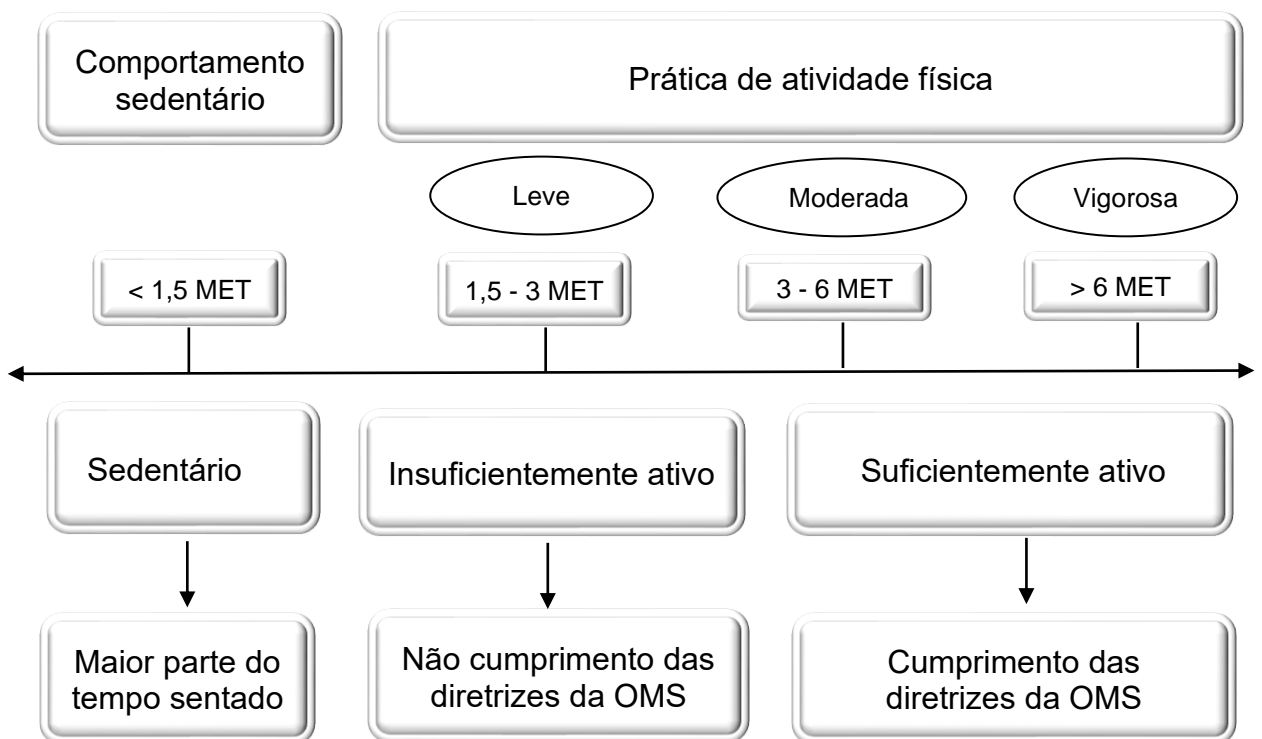 Comportamento
sedentário
Prática de atividade física
Leve
Moderada
Vigorosa
< 1,5 MET
1,5 - 3 MET
3 - 6 MET
> 6 MET
Sedentário
Insuficientemente ativo
Suficientemente ativo
Maior parte do
tempo sentado
Não cumprimento das
diretrizes da OMS
Cumprimento das
diretrizes da OMS